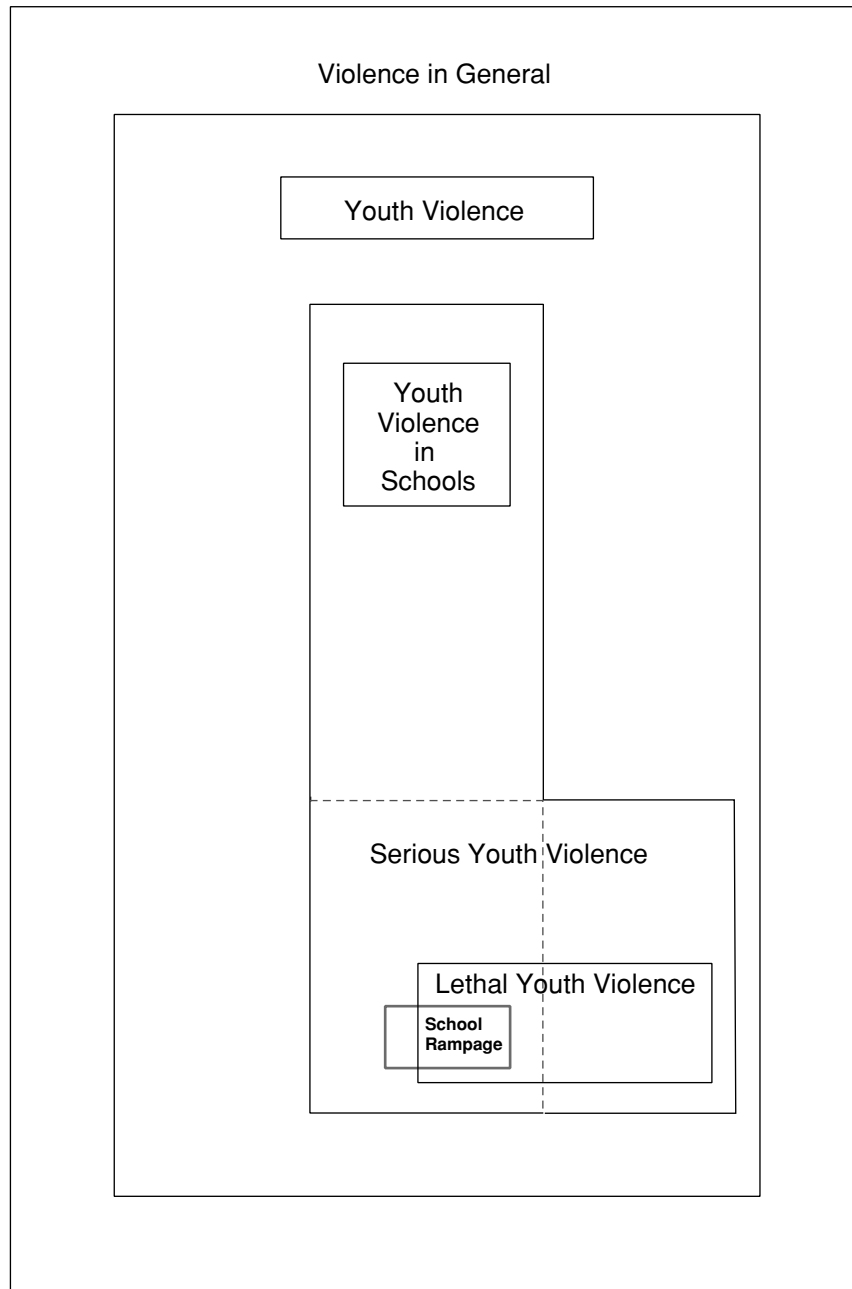 Violence in General
Youth Violence
Youth
Violence
in
Schools
Serious Youth Violence
Lethal Youth Violence
School
Rampage